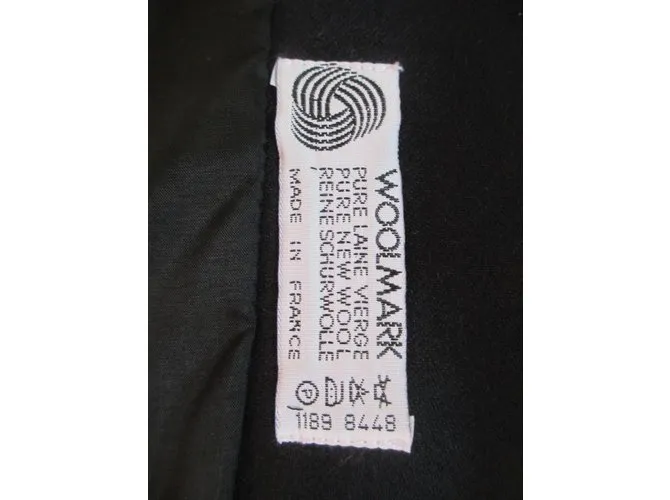 WOOLMARK
PURE LAINE VIERGE
PURE NEW WOOL
REINE SCHURWOLLE
MADE IN FRANCE
P
1189 8448